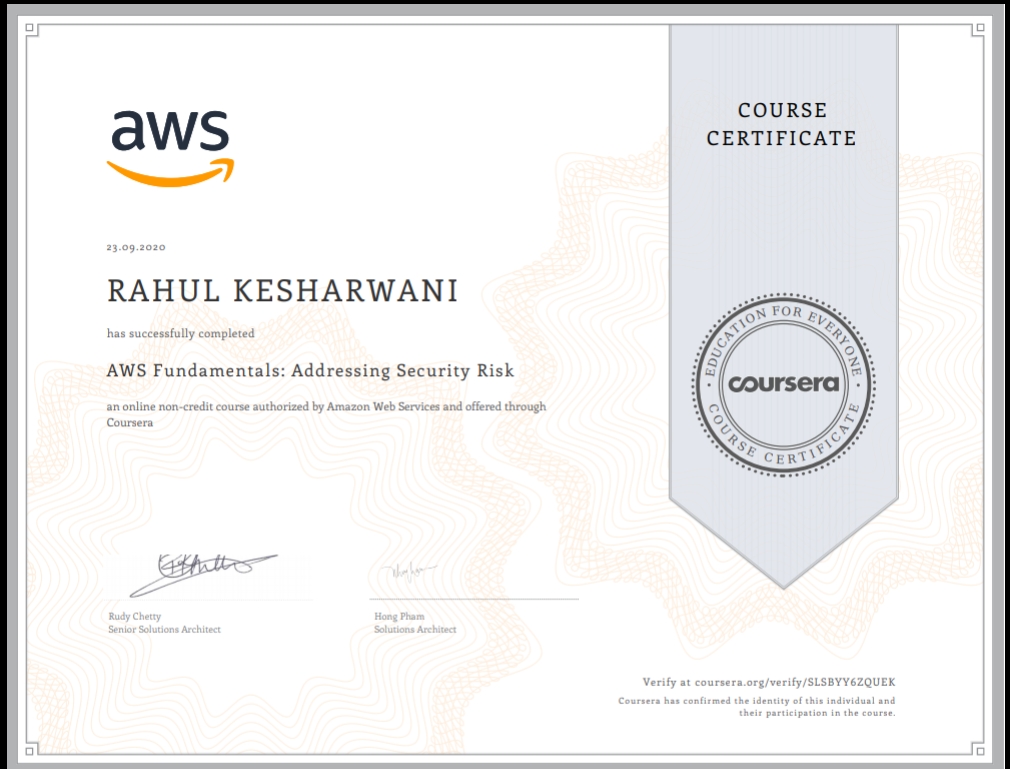 aws
COURSE
CERTIFICATE
23.09.2020
RAHUL KESHARWANI
has successfully completed
AWS Fundamentals: Addressing Security Risk
an online non-credit course authorized by Amazon Web Services and offered through
Coursera
EDUCATION FOR EVERYONE
coursera
COURSE CERTIFICATE
Rudy Chetty
Senior Solutions Architect
Hong Pham
Solutions Architect
Verify at coursera.org/verify/SLSBYY6ZQUEK
Coursera has confirmed the identity of this individual and
their participation in the course.